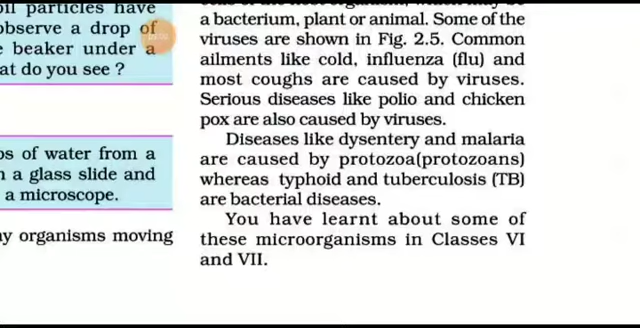 oil particles have
observe a drop of
e beaker under a
at do you see ?
ps of water from a
n a glass slide and
a microscope.
ny organisms moving
a bacterium, plant or animal. Some of the
viruses are shown in Fig. 2.5. Common
ailments like cold, influenza (flu) and
most coughs are caused by viruses.
Serious diseases like polio and chicken
pox are also caused by viruses.
Diseases like dysentery and malaria
are caused by protozoa(protozoans)
whereas typhoid and tuberculosis (TB)
are bacterial diseases.
You have learnt about some of
these microorganisms in Classes VI
and VII.